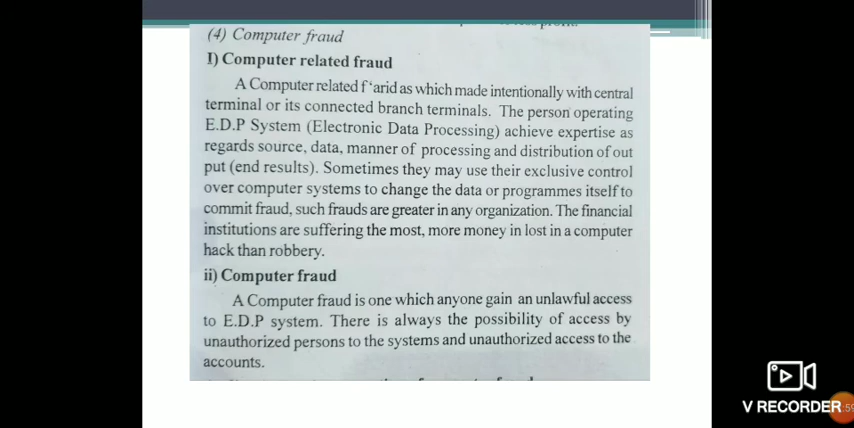 (4) Computer fraud
I) Computer related fraud
A Computer related f‘arid as which made intentionally with central
terminal or its connected branch terminals. The person operating
E.D.P System (Electronic Data Processing) achieve expertise as
regards source, data, manner of processing and distribution of out
put (end results). Sometimes they may use their exclusive control
over computer systems to change the data or programmes itself to
commit fraud, such frauds are greater in any organization. The financial
institutions are suffering the most, more money in lost in a computer
hack than robbery.
ii) Computer fraud
A Computer fraud is one which anyone gain an unlawful access
to E.D.P system. There is always the possibility of access by
unauthorized persons to the systems and unauthorized access to the
accounts.
V RECORDER